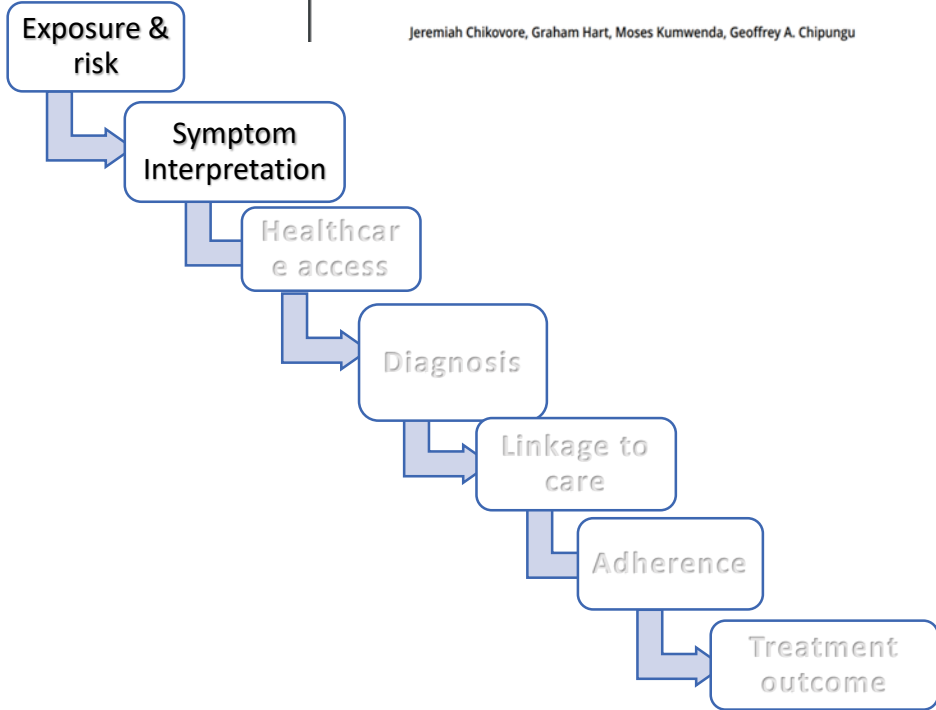 Exposure &
risk
Jeremiah Chikovore, Graham Hart, Moses Kumwenda, Geoffrey A. Chipungu
Symptom
Interpretation
Healthcar
e access
Diagnosis
Linkage to
care
Adherence
Treatment
outcome